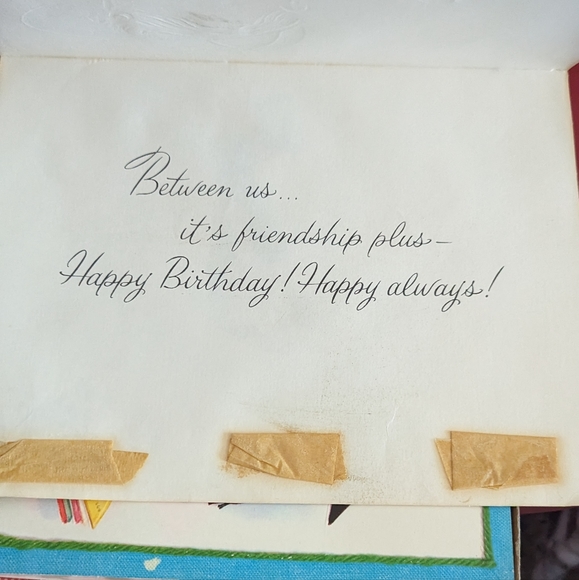 Between us...
it's friendship plus—
Happy Birthday! Happy always!